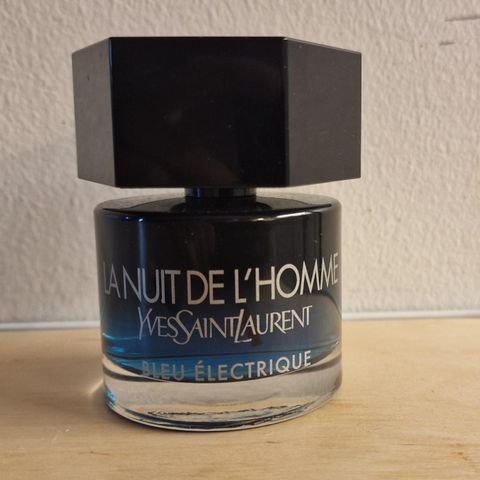 LA NUIT DE L'HOMME
YVESSAINTLAURENT
BLEU ÉLECTRIQUE